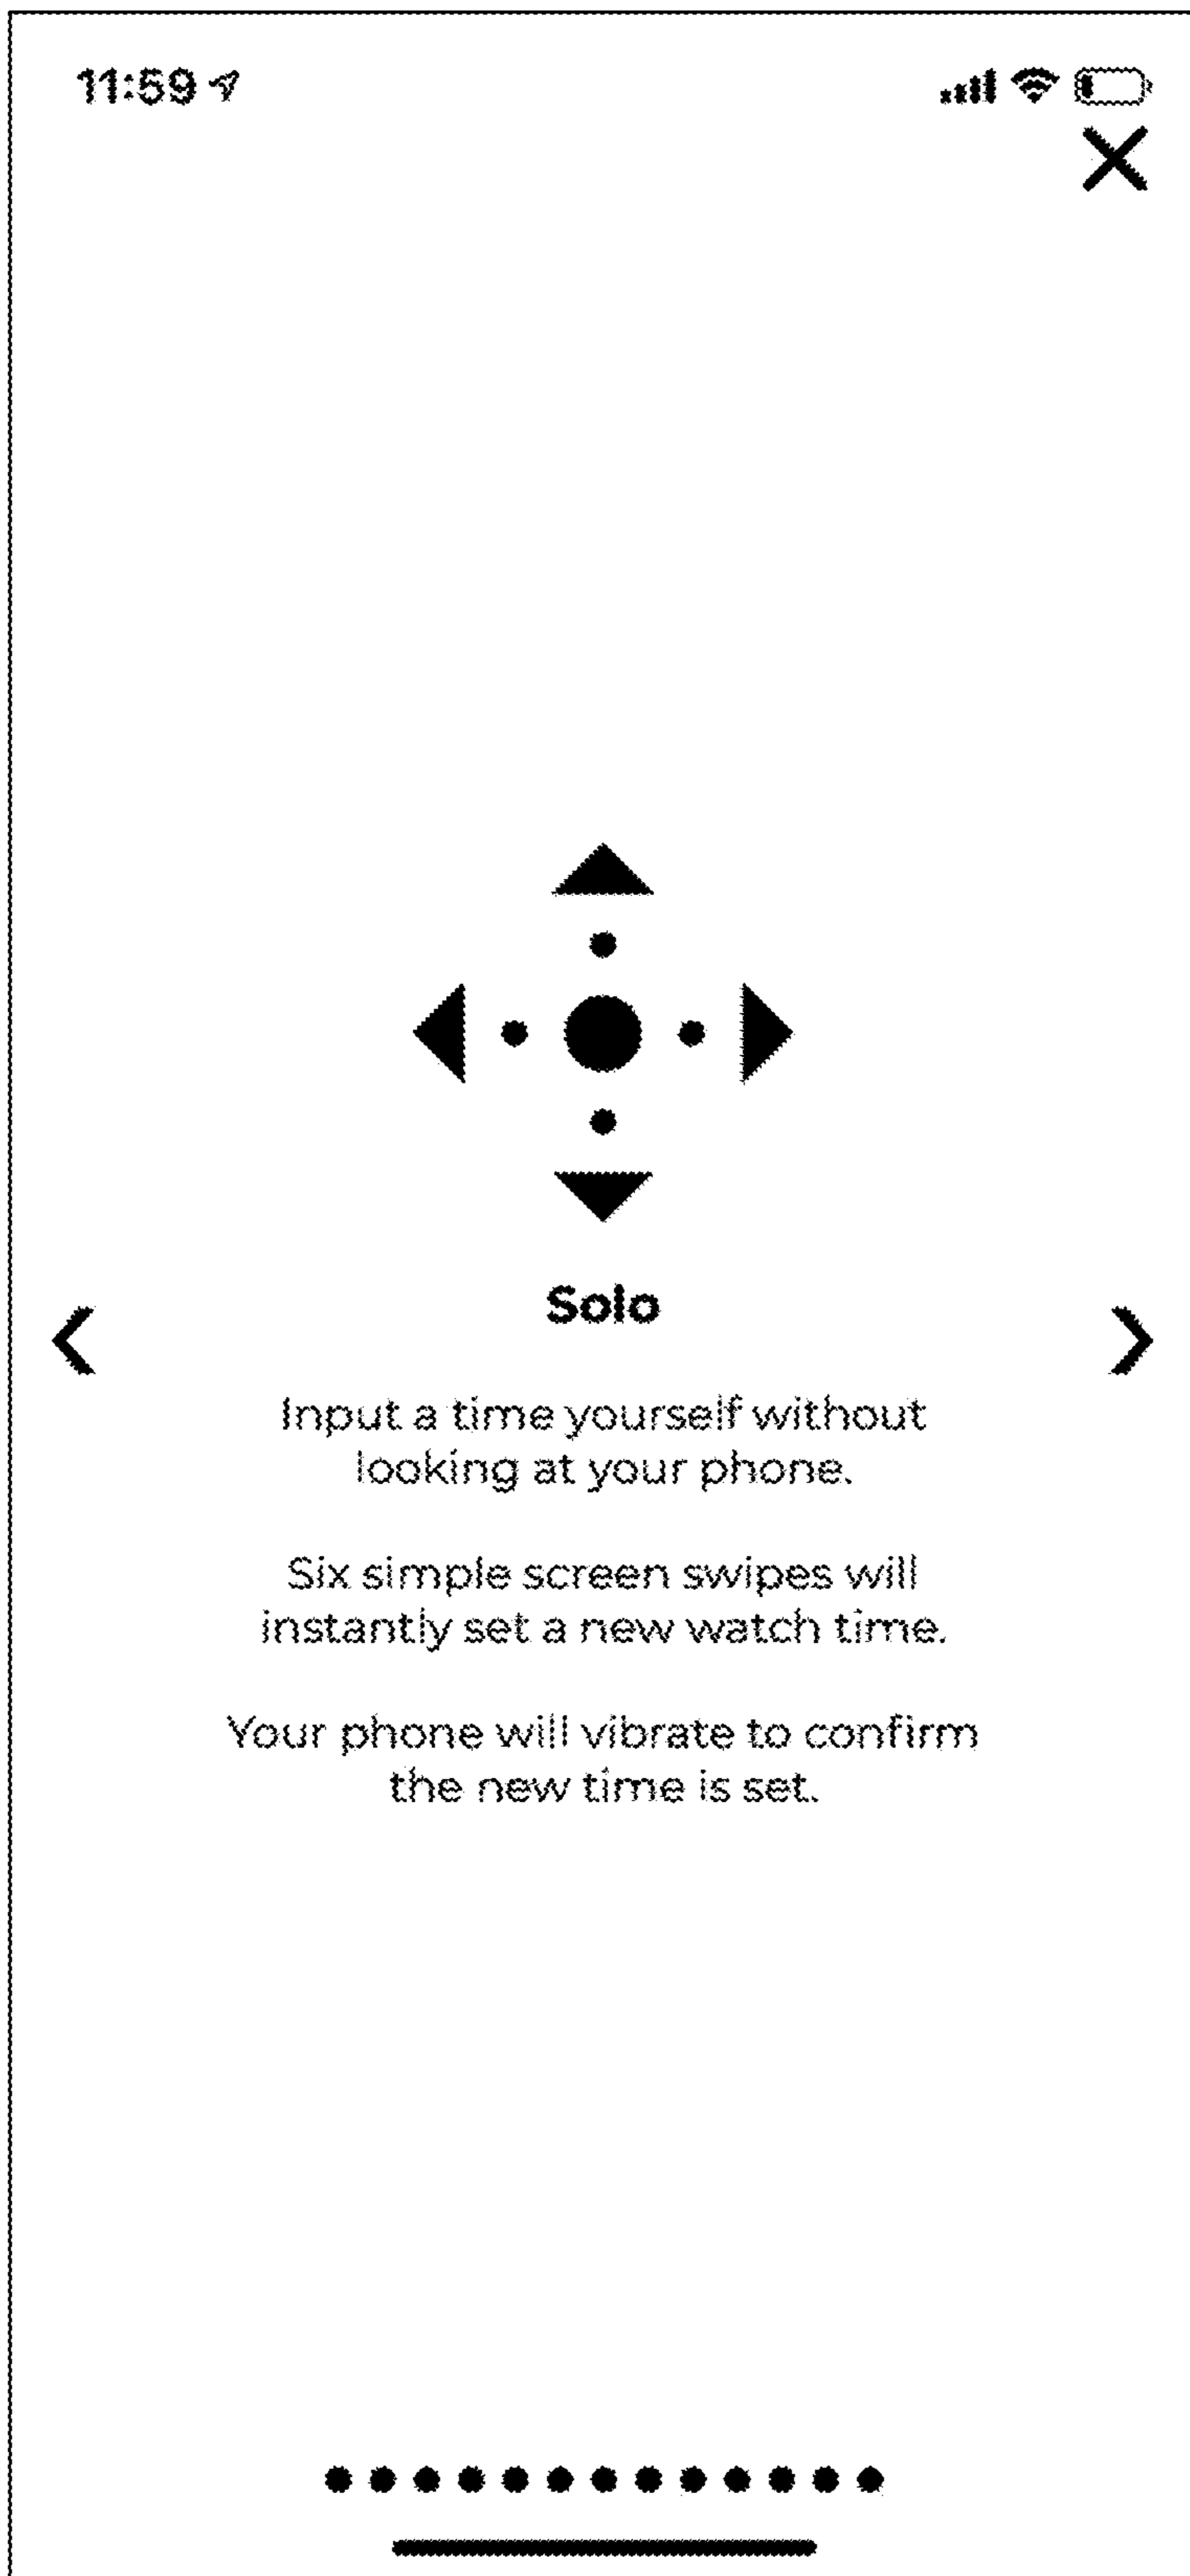 11:59
Solo
Input a time yourself without
looking at your phone.
Six simple screen swipes will
instantly set a new watch time.
Your phone will vibrate to confirm
the new time is set.